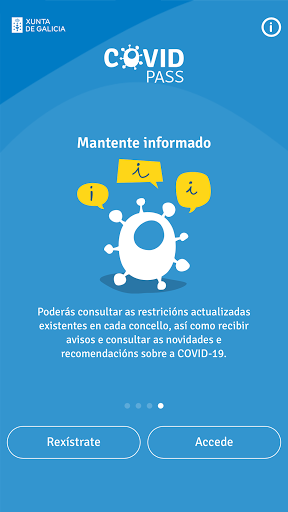 XUNTA
DE GALICIA
i
COVID
PASS
Mantente informado
i
i
i
Poderás consultar as restricións actualizadas
existentes en cada concello, así como recibir
avisos e consultar as novidades e
recomendacións sobre a COVID-19.
Rexístrate
Accede